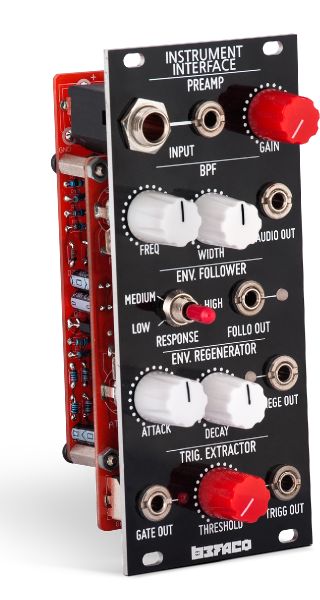 INSTRUMENT
INTERFACE
PREAMP
INPUT
GAIN
BPF
FREQ
WIDTH
AUDIO OUT
ENV. FOLLOWER
MEDIUM
HIGH
LOW
RESPONSE
FOLLO OUT
ENV. REGENERATOR
ATTACK
DECAY
REGE OUT
TRIG. EXTRACTOR
GATE OUT
THRESHOLD
TRIGG OUT
BEFACO